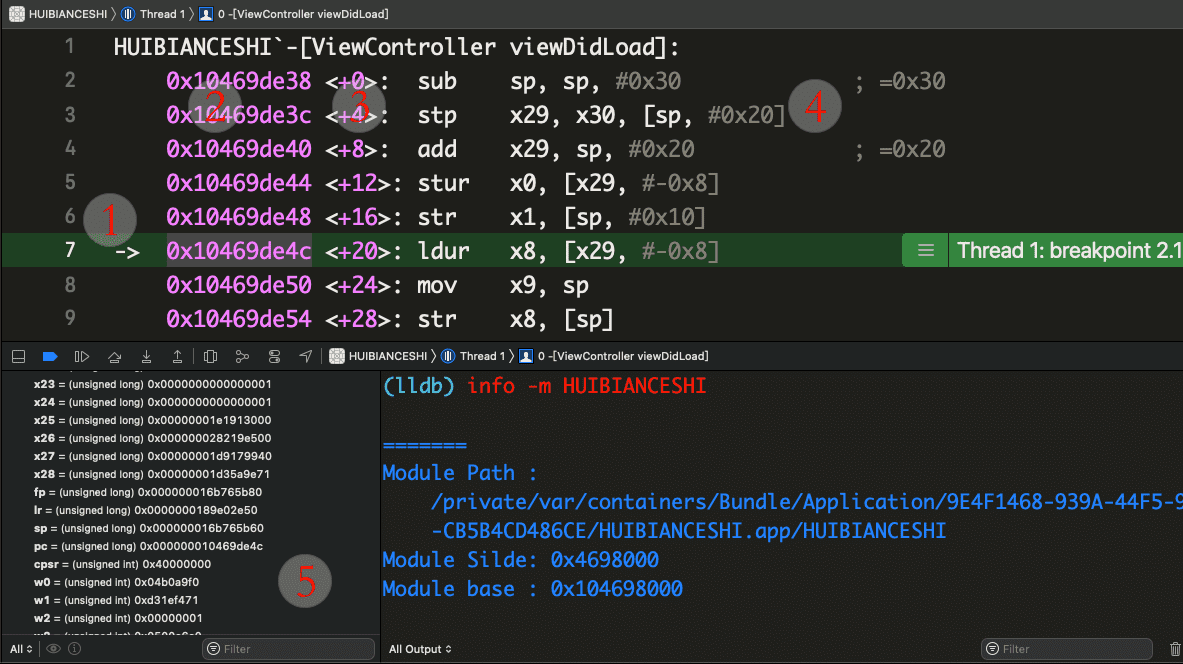 HUIBIANCESHI 〉 Thread 1 〉 0 -[ViewController viewDidLoad]
1 HUIBIANCESHI`-[ViewController viewDidLoad]:
2 0x10469de38 <+0>: sub sp, sp, #0x30 ; =0x30
3 0x10469de3c <+4>: stp x29, x30, [sp, #0x20]
4 0x10469de40 <+8>: add x29, sp, #0x20 ; =0x20
5 0x10469de44 <+12>: stur x0, [x29, #-0x8]
6 0x10469de48 <+16>: str x1, [sp, #0x10]
7 -> 0x10469de4c <+20>: ldur x8, [x29, #-0x8] Thread 1: breakpoint 2.1
8 0x10469de50 <+24>: mov x9, sp
9 0x10469de54 <+28>: str x8, [sp]
2
3
4
1
HUIBIANCESHI 〉 Thread 1 〉 0 -[ViewController viewDidLoad]
x23 = (unsigned long) 0x0000000000000001
x24 = (unsigned long) 0x0000000000000001
x25 = (unsigned long) 0x00000001e1913000
x26 = (unsigned long) 0x000000028219e500
x27 = (unsigned long) 0x00000001d9179940
x28 = (unsigned long) 0x00000001d35a9e71
fp = (unsigned long) 0x000000016b765b80
lr = (unsigned long) 0x0000000189e02e50
sp = (unsigned long) 0x000000016b765b60
pc = (unsigned long) 0x000000010469de4c
cpsr = (unsigned int) 0x40000000
w0 = (unsigned int) 0x04b0a9f0
w1 = (unsigned int) 0xd31ef471
w2 = (unsigned int) 0x00000001
5
All
Filter
(lldb) info -m HUIBIANCESHI
=======
Module Path :
/private/var/containers/Bundle/Application/9E4F1468-939A-44F5-9
-CB5B4CD486CE/HUIBIANCESHI.app/HUIBIANCESHI
Module Silde: 0x4698000
Module base : 0x104698000
All Output
Filter